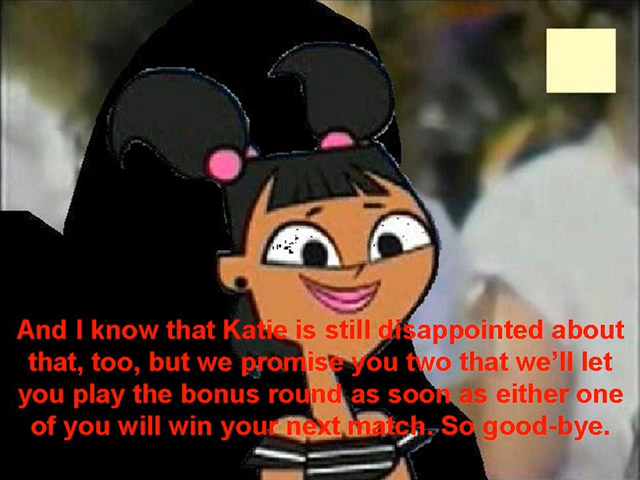 And I know that Katie is still disappointed about
that, too, but we promise you two that we’ll let
you play the bonus round as soon as either one
of you will win your next match. So good-bye.